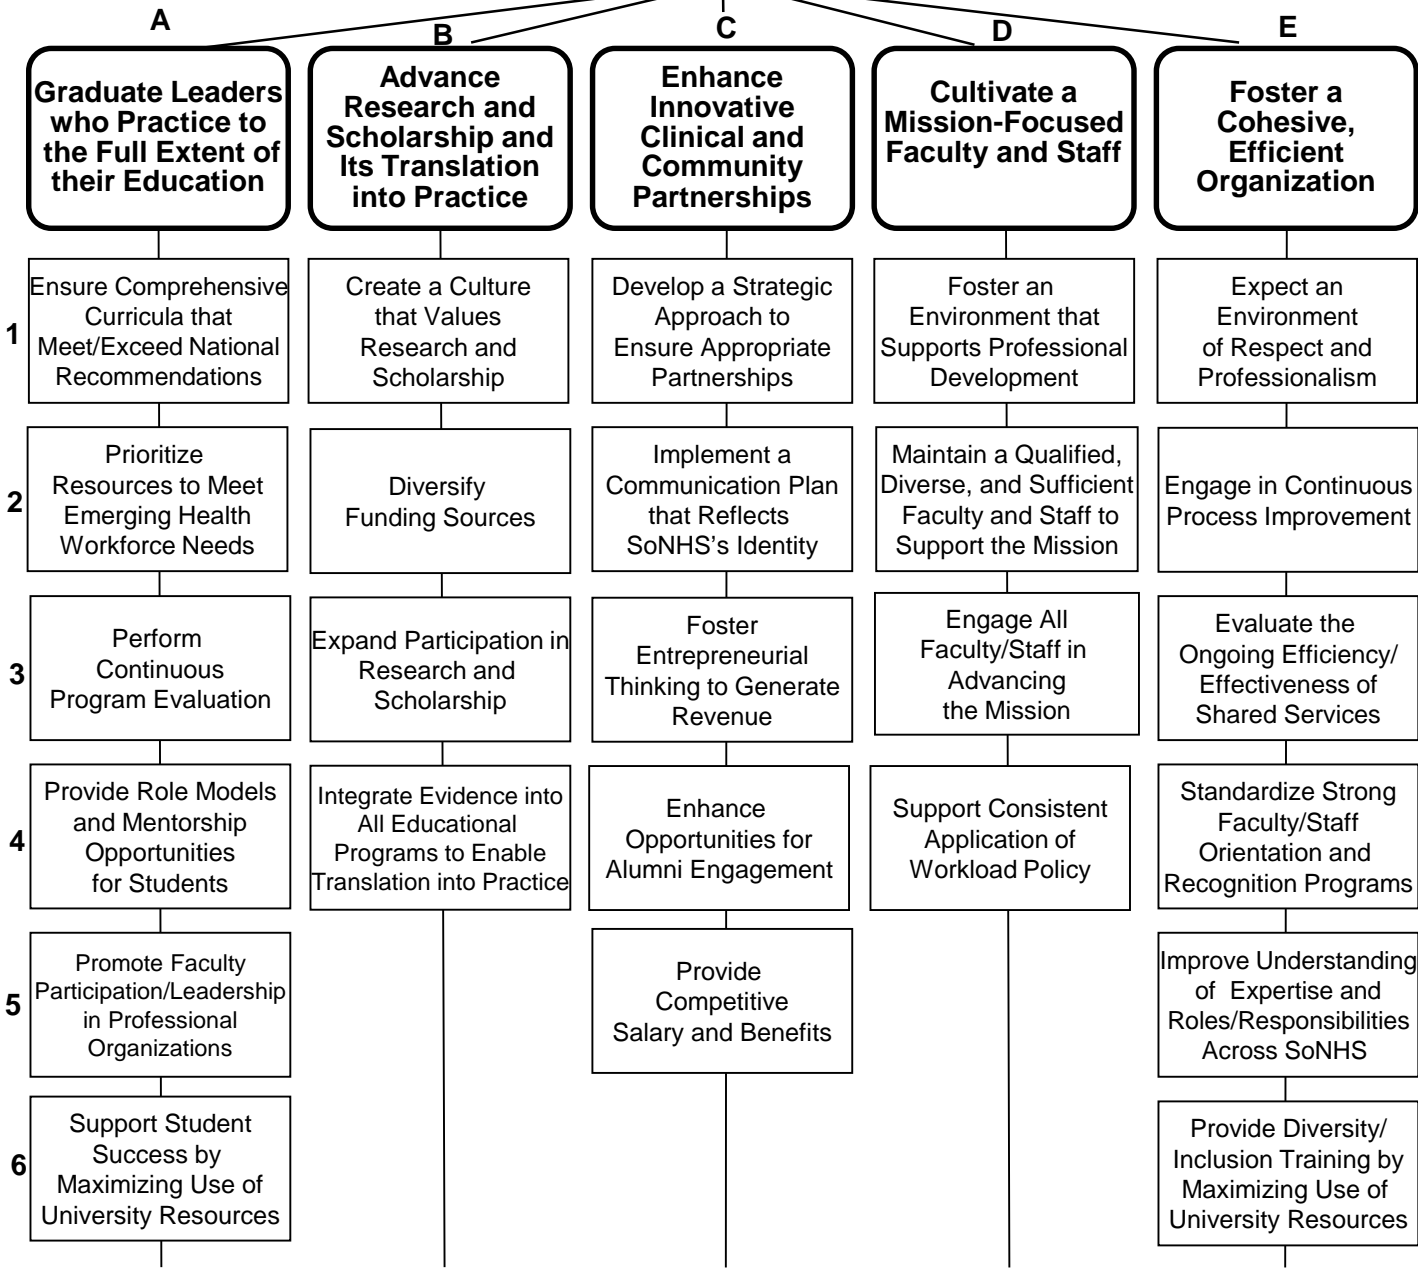 A
B
C
D
E
Graduate Leaders
who Practice to
the Full Extent of
their Education
Advance
Research and
Scholarship and
Its Translation
into Practice
Enhance
Innovative
Clinical and
Community
Partnerships
Cultivate a
Mission-Focused
Faculty and Staff
Foster a
Cohesive,
Efficient
Organization
1
Ensure Comprehensive
Curricula that
Meet/Exceed National
Recommendations
Create a Culture
that Values
Research and
Scholarship
Develop a Strategic
Approach to
Ensure Appropriate
Partnerships
Foster an
Environment that
Supports Professional
Development
Expect an
Environment
of Respect and
Professionalism
2
Prioritize
Resources to Meet
Emerging Health
Workforce Needs
Diversify
Funding Sources
Implement a
Communication Plan
that Reflects
SoNHS's Identity
Maintain a Qualified,
Diverse, and Sufficient
Faculty and Staff to
Support the Mission
Engage in Continuous
Process Improvement
3
Perform
Continuous
Program Evaluation
Expand Participation in
Research and
Scholarship
Foster
Entrepreneurial
Thinking to Generate
Revenue
Engage All
Faculty/Staff in
Advancing
the Mission
Evaluate the
Ongoing Efficiency/
Effectiveness of
Shared Services
4
Provide Role Models
and Mentorship
Opportunities
for Students
Integrate Evidence into
All Educational
Programs to Enable
Translation into Practice
Enhance
Opportunities for
Alumni Engagement
Support Consistent
Application of
Workload Policy
Standardize Strong
Faculty/Staff
Orientation and
Recognition Programs
5
Promote Faculty
Participation/Leadership
in Professional
Organizations
Provide
Competitive
Salary and Benefits
Improve Understanding
of Expertise and
Roles/Responsibilities
Across SoNHS
6
Support Student
Success by
Maximizing Use of
University Resources
Provide Diversity/
Inclusion Training by
Maximizing Use of
University Resources